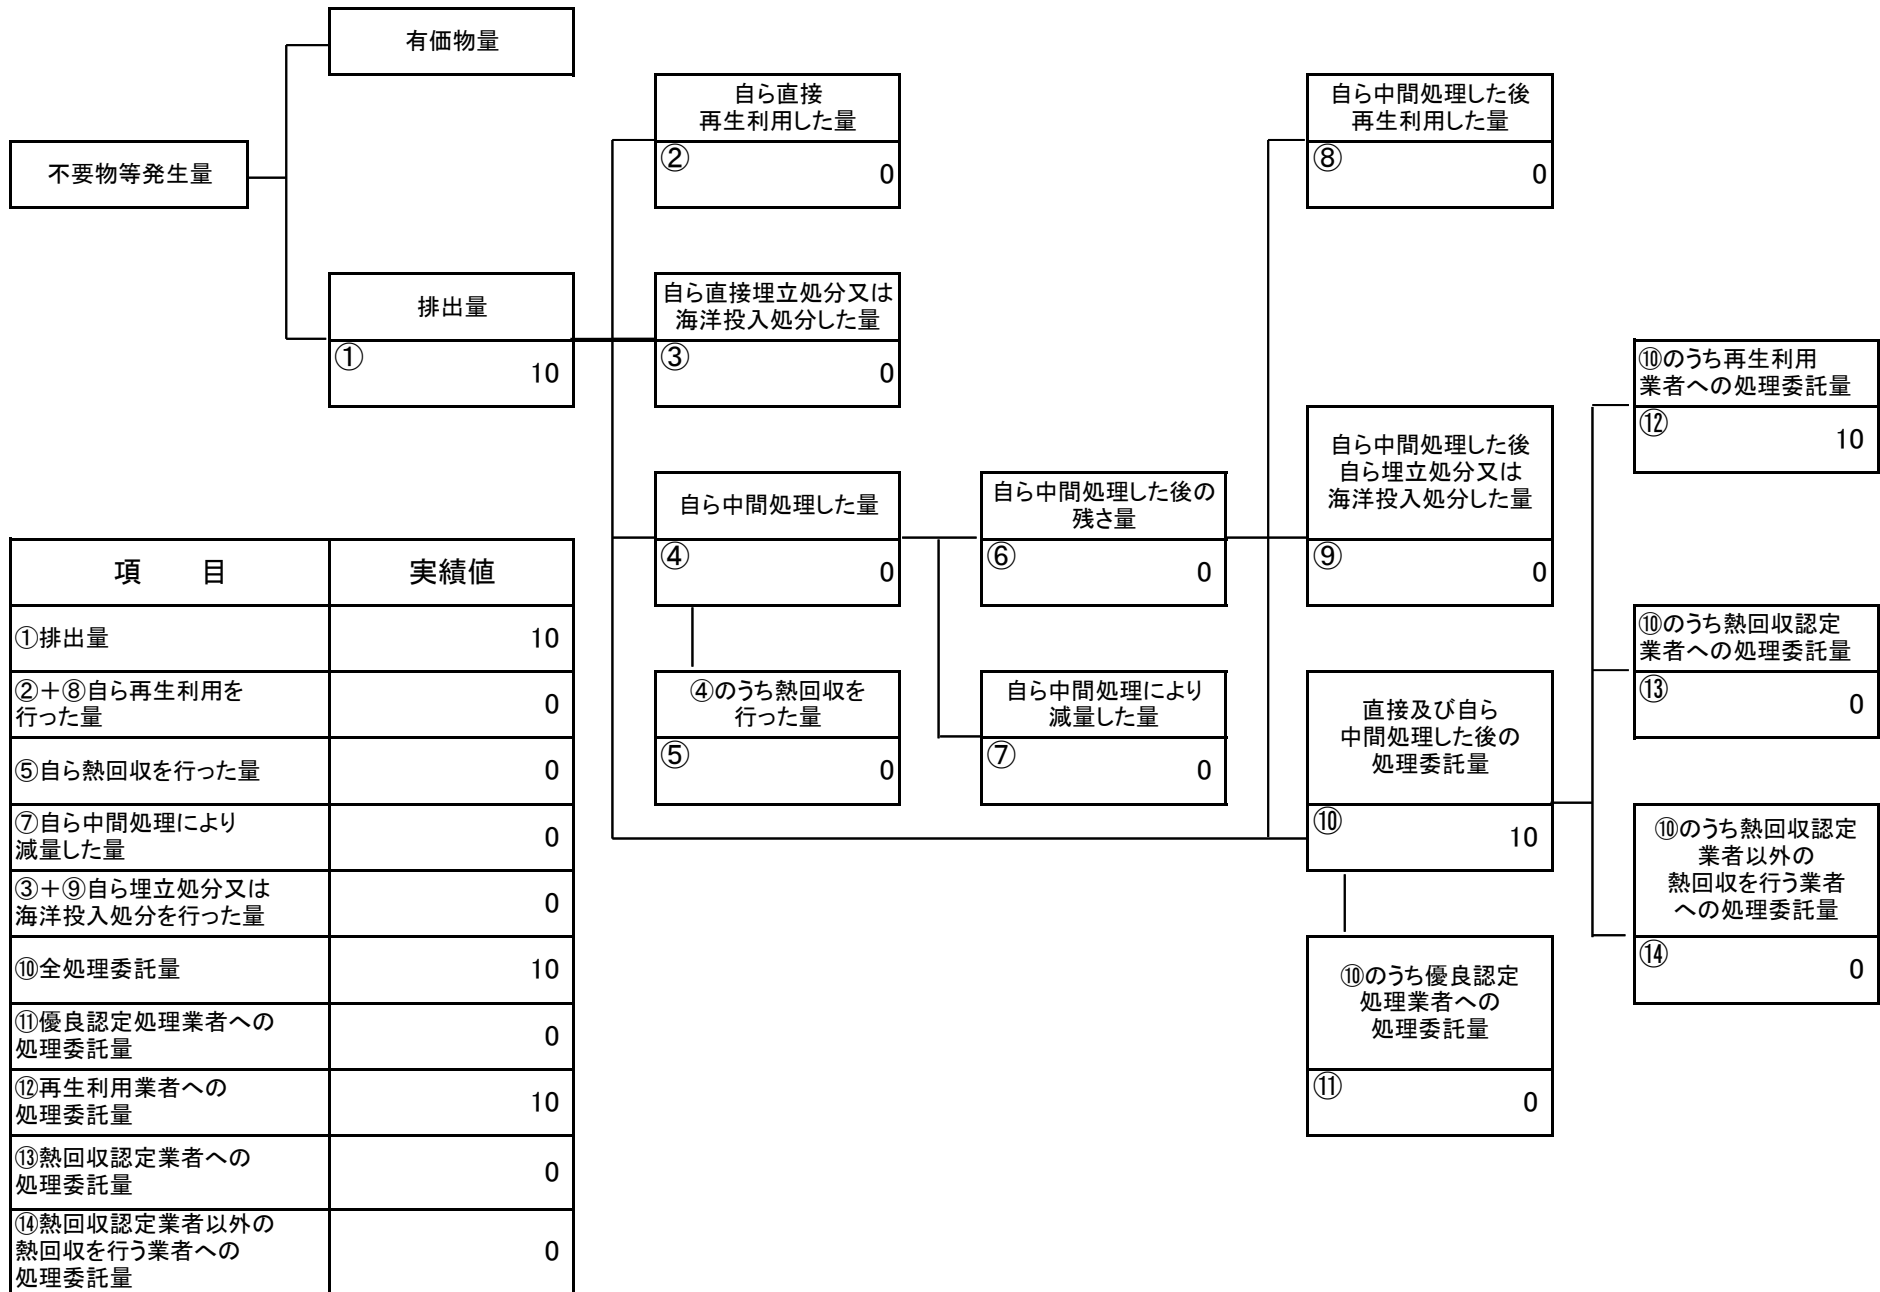 有価物量
不要物等発生量
排出量
①
10
自ら直接
再生利用した量
②
0
自ら直接埋立処分又は
海洋投入処分した量
③
0
自ら中間処理した量
④
0
④のうち熱回収を
行った量
⑤
0
自ら中間処理した後の
残さ量
⑥
0
自ら中間処理により
減量した量
⑦
0
自ら中間処理した後
再生利用した量
⑧
0
自ら中間処理した後
自ら埋立処分又は
海洋投入処分した量
⑨
0
直接及び自ら
中間処理した後の
処理委託量
⑩
10
⑩のうち優良認定
処理業者への
処理委託量
⑪
0
⑩のうち再生利用
業者への処理委託量
⑫
10
⑩のうち熱回収認定
業者への処理委託量
⑬
0
⑩のうち熱回収認定
業者以外の
熱回収を行う業者
への処理委託量
⑭
0
項　目　実績値
①排出量　10
②＋⑧自ら再生利用を
行った量　0
⑤自ら熱回収を行った量　0
⑦自ら中間処理により
減量した量　0
③＋⑨自ら埋立処分又は
海洋投入処分を行った量　0
⑩全処理委託量　10
⑪優良認定処理業者への
処理委託量　0
⑫再生利用業者への
処理委託量　10
⑬熱回収認定業者への
処理委託量　0
⑭熱回収認定業者以外の
熱回収を行う業者への　0
処理委託量